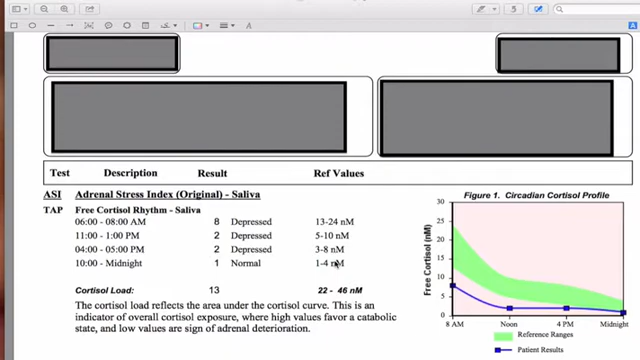 Test Description Result Ref Values
ASI Adrenal Stress Index (Original) - Saliva
TAP Free Cortisol Rhythm - Saliva
06:00 - 08:00 AM 8 Depressed 13-24 nM
11:00 - 1:00 PM 2 Depressed 5-10 nM
04:00 - 05:00 PM 2 Depressed 3-8 nM
10:00 - Midnight 1 Normal 1-4 nM
Cortisol Load: 13 22 - 46 nM
The cortisol load reflects the area under the cortisol curve. This is an
indicator of overall cortisol exposure, where high values favor a catabolic
state, and low values are sign of adrenal deterioration.
Figure 1. Circadian Cortisol Profile
Free Cortisol (nM)
30
25
20
15
10
5
0
8 AM Noon 4 PM Midnight
Reference Ranges
Patient Results